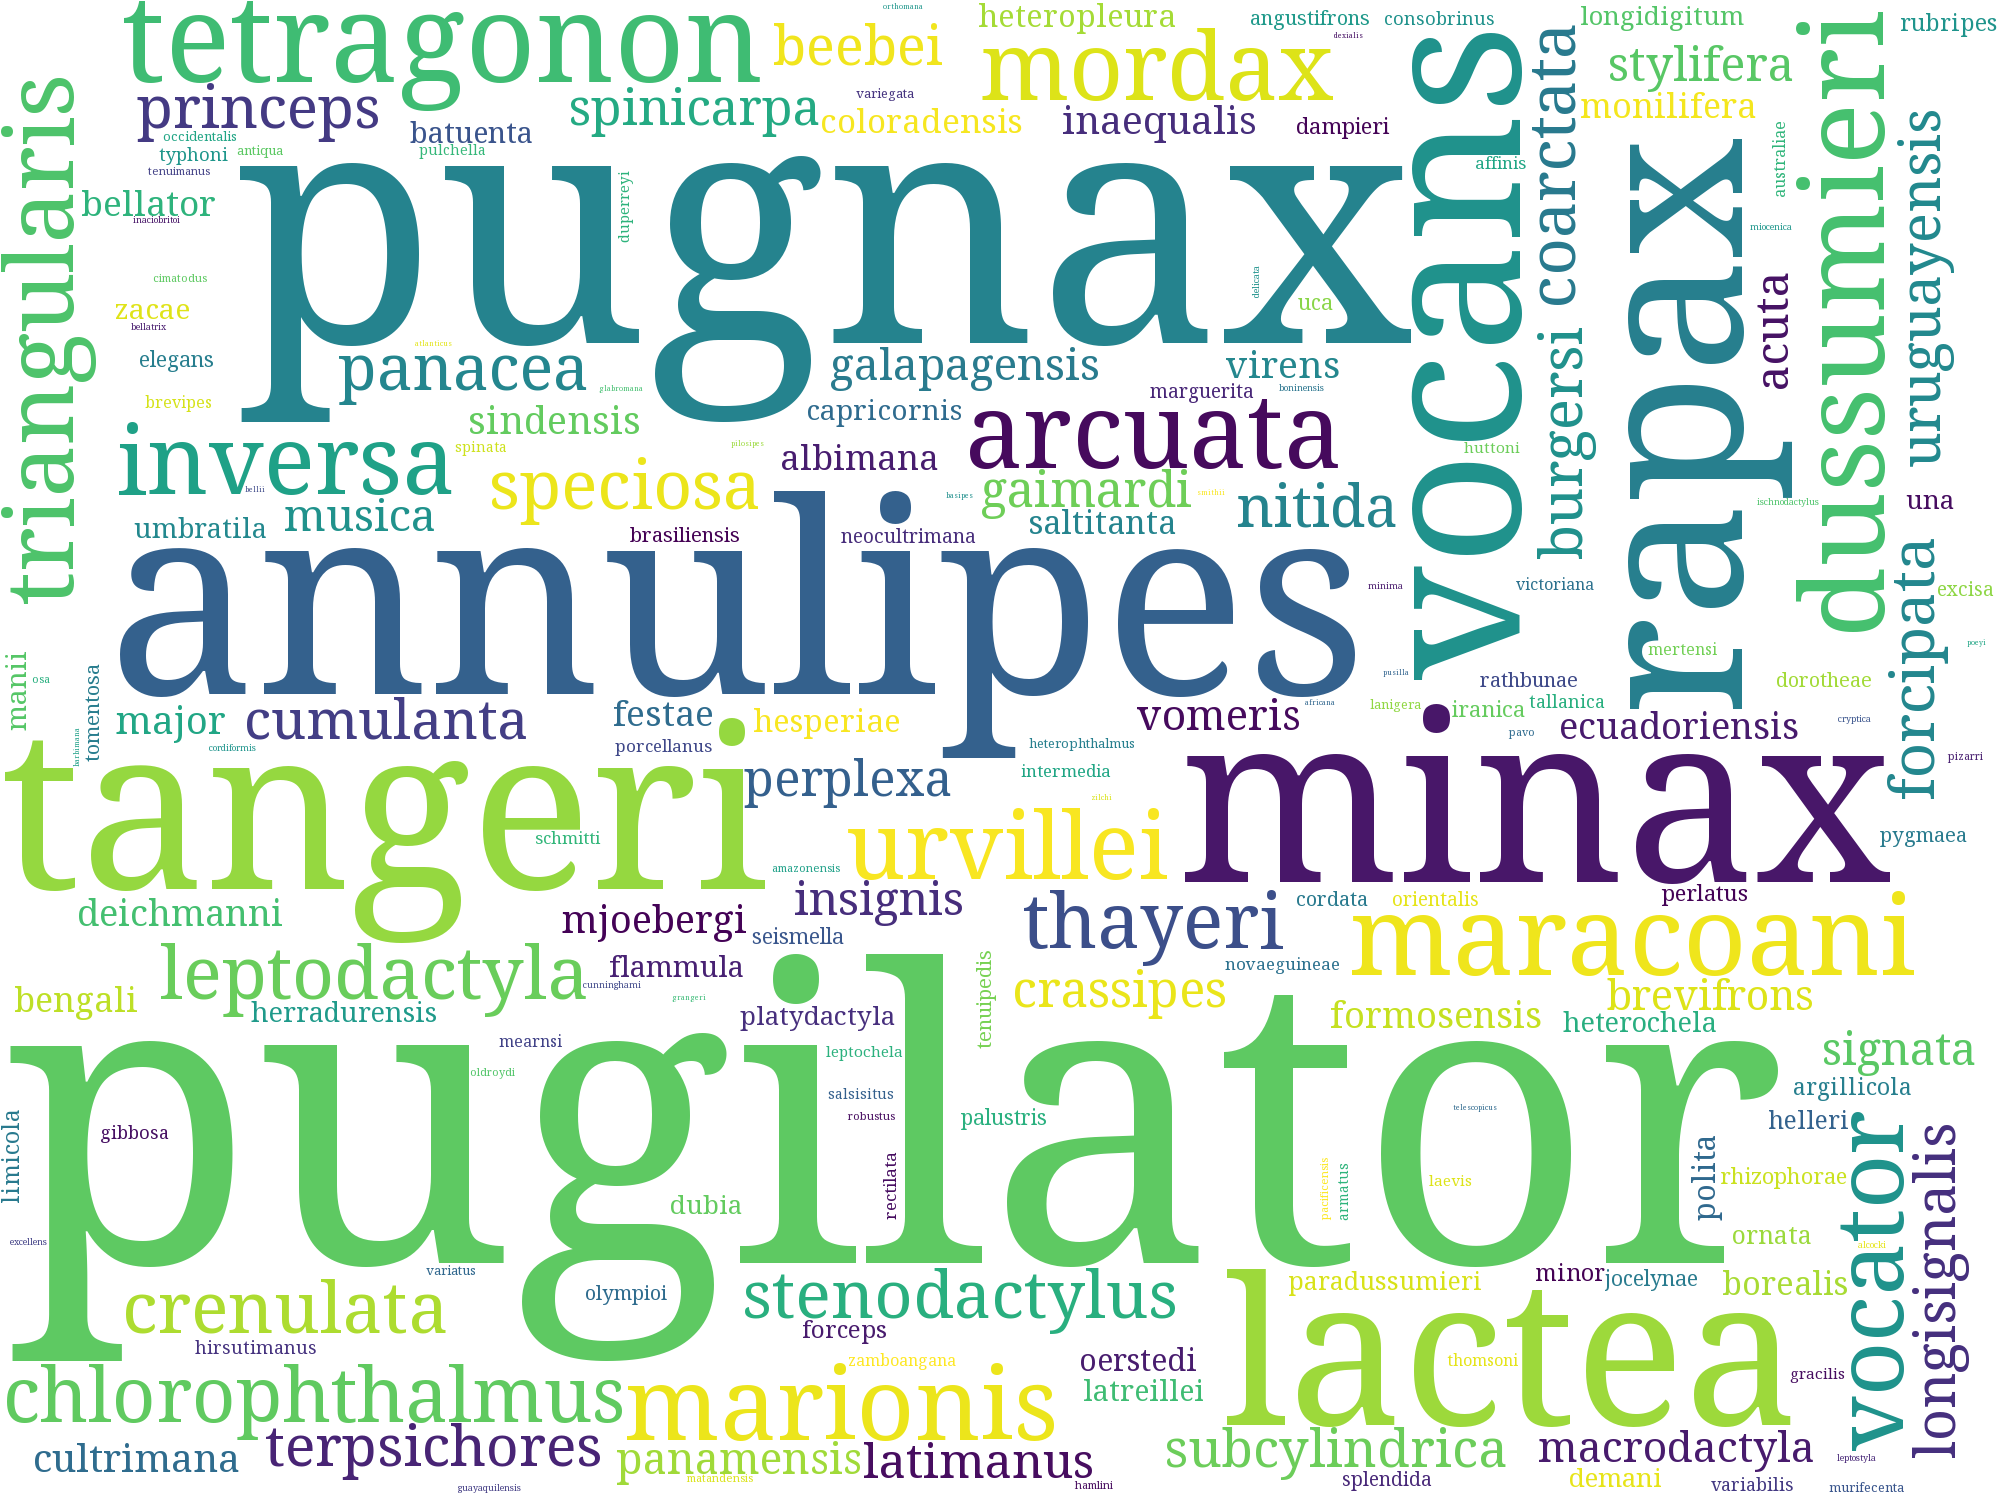 orthomana
tetragonon
beebei
heteropleura
angustifrons
consobrinus
longidigitum
rubripes
mordax
dexialis
vocans
coarctata
stylifera
dussumieri
triangularis
princeps
spinicarpa
variegata
coloradensis
inaequalis
dampieri
monilifera
occidentalis
batuenta
typhoni
antiqua
pulchella
tenuimanus
pugnax
affinis
rapax
australiae
uruguayensis
bellator
inaciobritoi
duperreyi
miocenica
cimatodus
delicata
zacae
uca
acuta
bellatrix
elegans
atlanticus
panacea
galapagensis
virens
burgersi
glabromana
boninensis
marguerita
brevipes
sindensis
capricornis
arcuata
inversa
spinata
pilosipes
albimana
huttoni
speciosa
gaimardi
nitida
bellii
basipes
smithii
ischnodactylus
una
umbratila
musica
brasiliensis
neocultrimana
saltitanta
annulipes
minima
victoriana
forcipata
excisa
manii
osa
tomentosa
mertensi
poeyi
pusilla
rathbunae
dorotheae
major
cumulanta
festae
hesperiae
vomeris
africana
lanigera
iranica
tallanica
ecuadoriensis
cryptica
barbimana
cordiformis
porcellanus
heterophthalmus
pavo
pizarri
tangeri
perplexa
intermedia
minax
zilchi
schmitti
urvillei
pygmaea
amazonensis
deichmanni
mjoebergi
insignis
thayeri
cordata
orientalis
perlatus
maracoani
seismella
leptodactyla
flammula
novaeguineae
bengali
cunninghami
grangeri
crassipes
brevifrons
herradurensis
platydactyla
tenuipedis
formosensis
heterochela
mearnsi
leptochela
signata
pugilator
oldroydi
salsisitus
argillicola
limicola
gibbosa
robustus
palustris
telescopicus
helleri
vocator
longisignalis
rectilata
pacificensis
armatus
laevis
polita
rhizophorae
dubia
excellens
ornata
alcocki
variatus
crenulata
olympioi
stenodactylus
lactea
paradussumieri
minor
jocelynae
borealis
hirsutimanus
forceps
chlorophthalmus
marionis
zamboangana
oerstedi
thomsoni
latreillei
gracilis
cultrimana
terpsichores
panamensis
latimanus
subcylindrica
macrodactyla
leptostyla
matandensis
guayaquilensis
hamlini
splendida
demani
variabilis
murifecenta